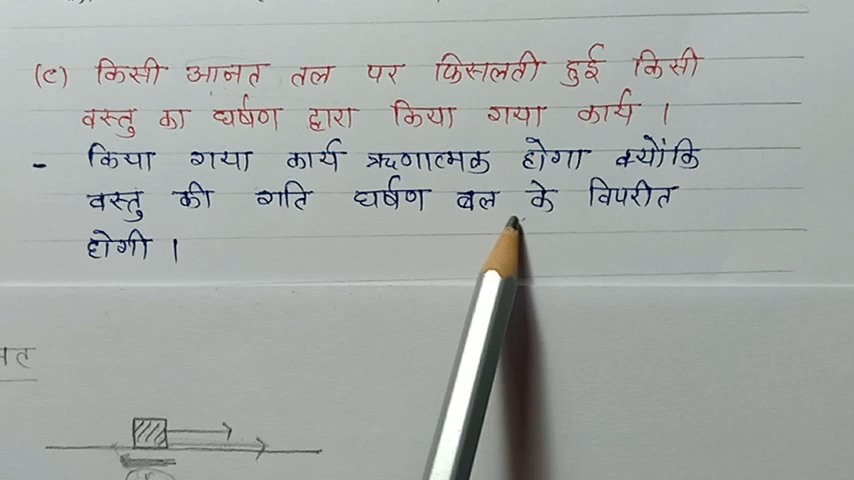 (c) किसी आनत तल पर फिसलती हुई किसी
वस्तु का घर्षण द्वारा किया गया कार्य ।
- किया गया कार्य ऋणात्मक होगा क्योंकि
वस्तु की गति घर्षण बल के विपरीत
होगी ।